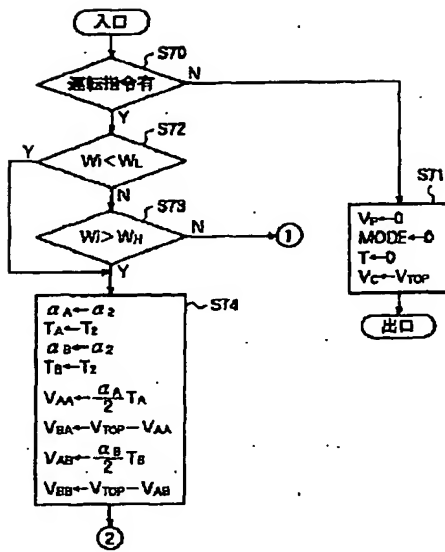 入口
S70
運転指令有
N
Y
S72
Y
Wi<WL
N
S73
Wi>WH
N
①
Y
S71
VP←0
MODE←0
T←0
VC←VTOP
出口
S74
αA←α2
TA←T2
αB←α2
TB←T2
VAA←αA/2 TA
VBA←VTOP−VAA
VAB←αB/2 TB
VBB←VTOP−VAB
②